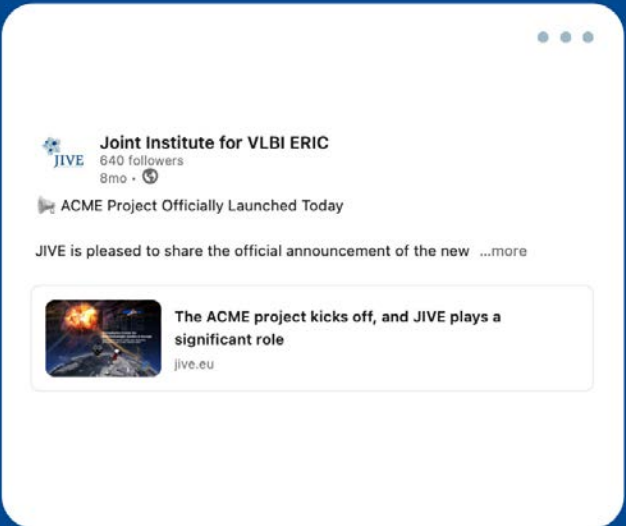 JIVE
Joint Institute for VLBI ERIC
640 followers
8mo •
ACME Project Officially Launched Today
JIVE is pleased to share the official announcement of the new ...more
The ACME project kicks off, and JIVE plays a
significant role
jive.eu